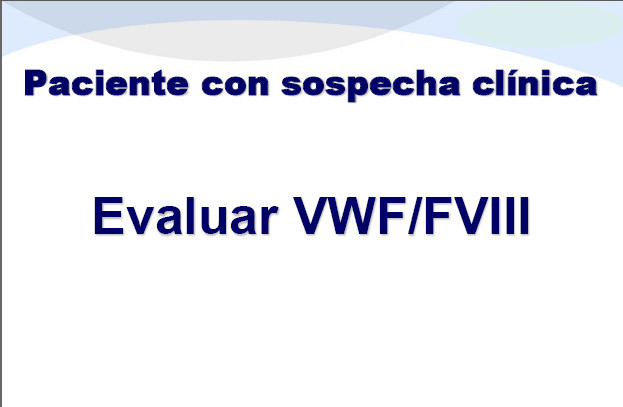 Paciente con sospecha clínica
Evaluar VWF/FVIII